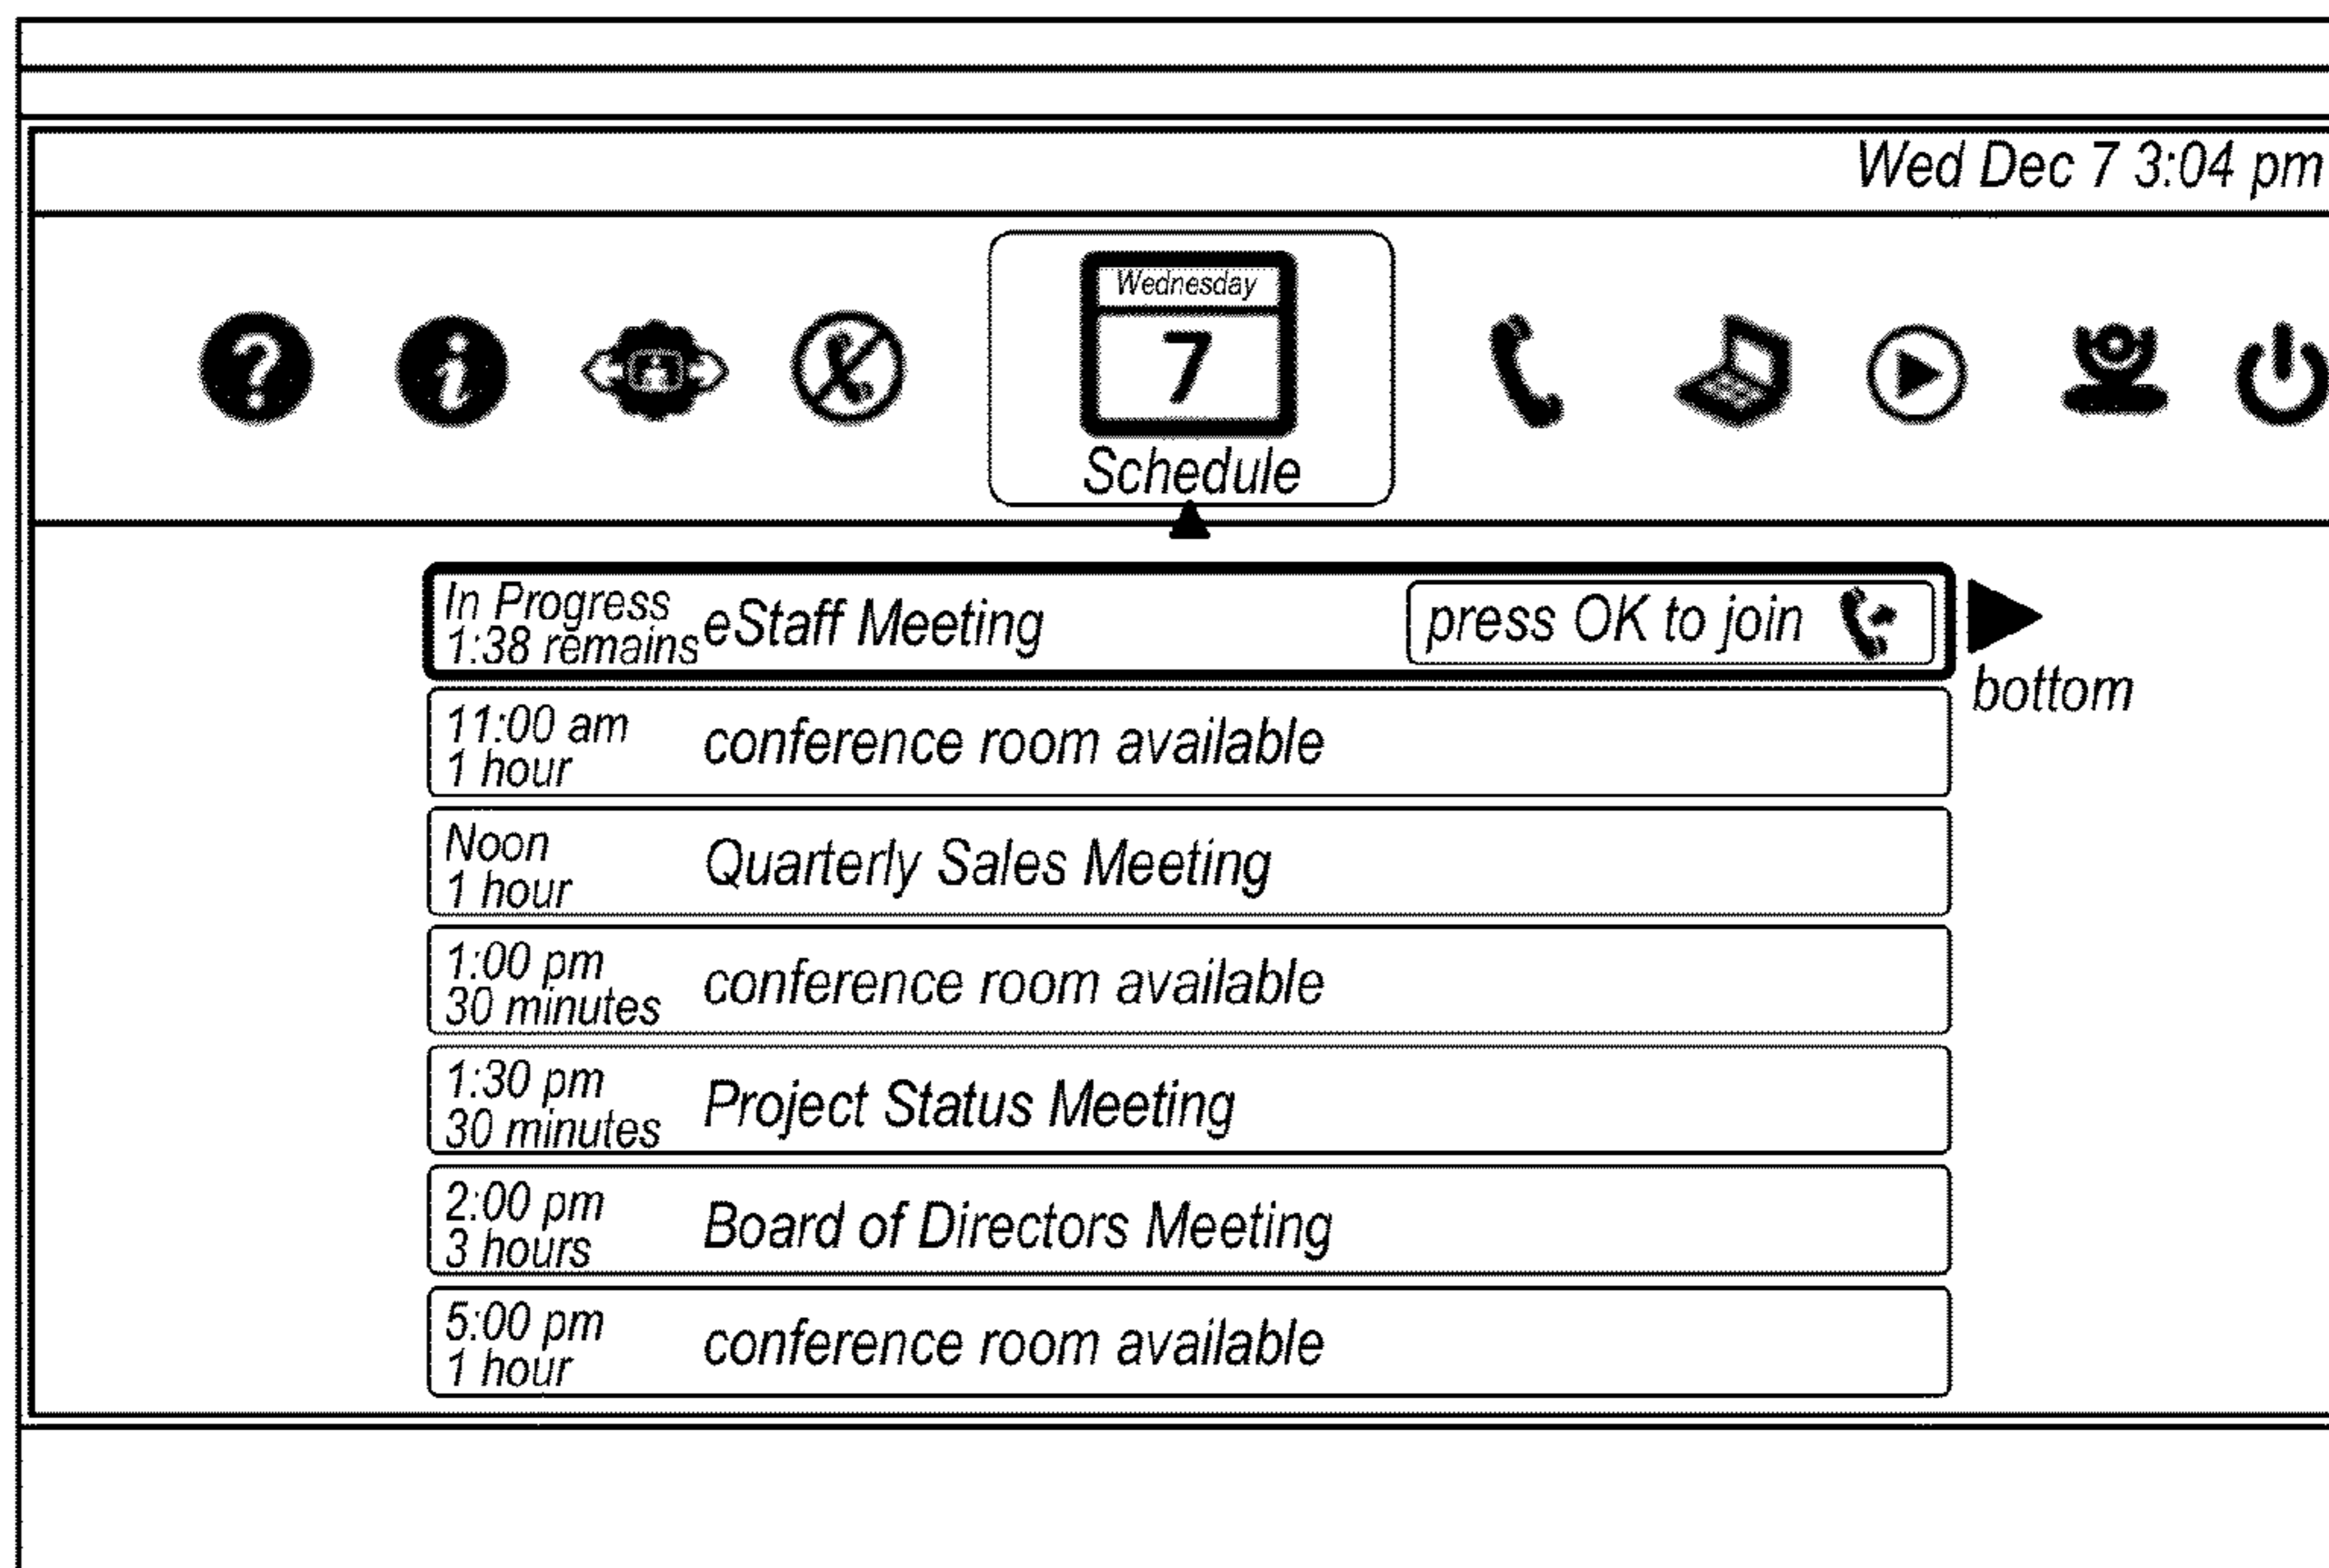 Wed Dec 7 3:04 pm
Wednesday
7
Schedule
In Progress
1:38 remains
eStaff Meeting
press OK to join
bottom
11:00 am
1 hour
conference room available
Noon
1 hour
Quarterly Sales Meeting
1:00 pm
30 minutes
conference room available
1:30 pm
30 minutes
Project Status Meeting
2:00 pm
3 hours
Board of Directors Meeting
5:00 pm
1 hour
conference room available